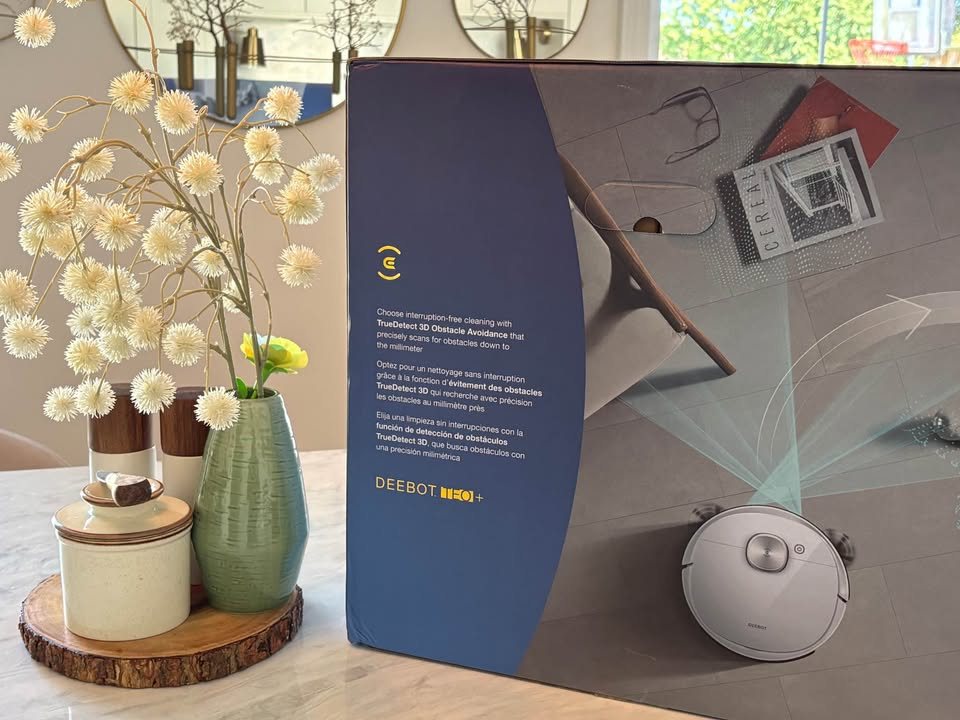 CEREAL
Choose interruption-free cleaning with
TrueDetect 3D Obstacle Avoidance that
precisely scans for obstacles down to
the millimeter
Optez pour un nettoyage sans interruption
grâce à la fonction d'évitement des obstacles
TrueDetect 3D qui recherche avec précision
les obstacles au millimètre près
Elija una limpieza sin interrupciones con la
función de detección de obstáculos
TrueDetect 3D, que busca obstáculos con
una precisión milimétrica
DEEBOT TEO+
DEEBOT